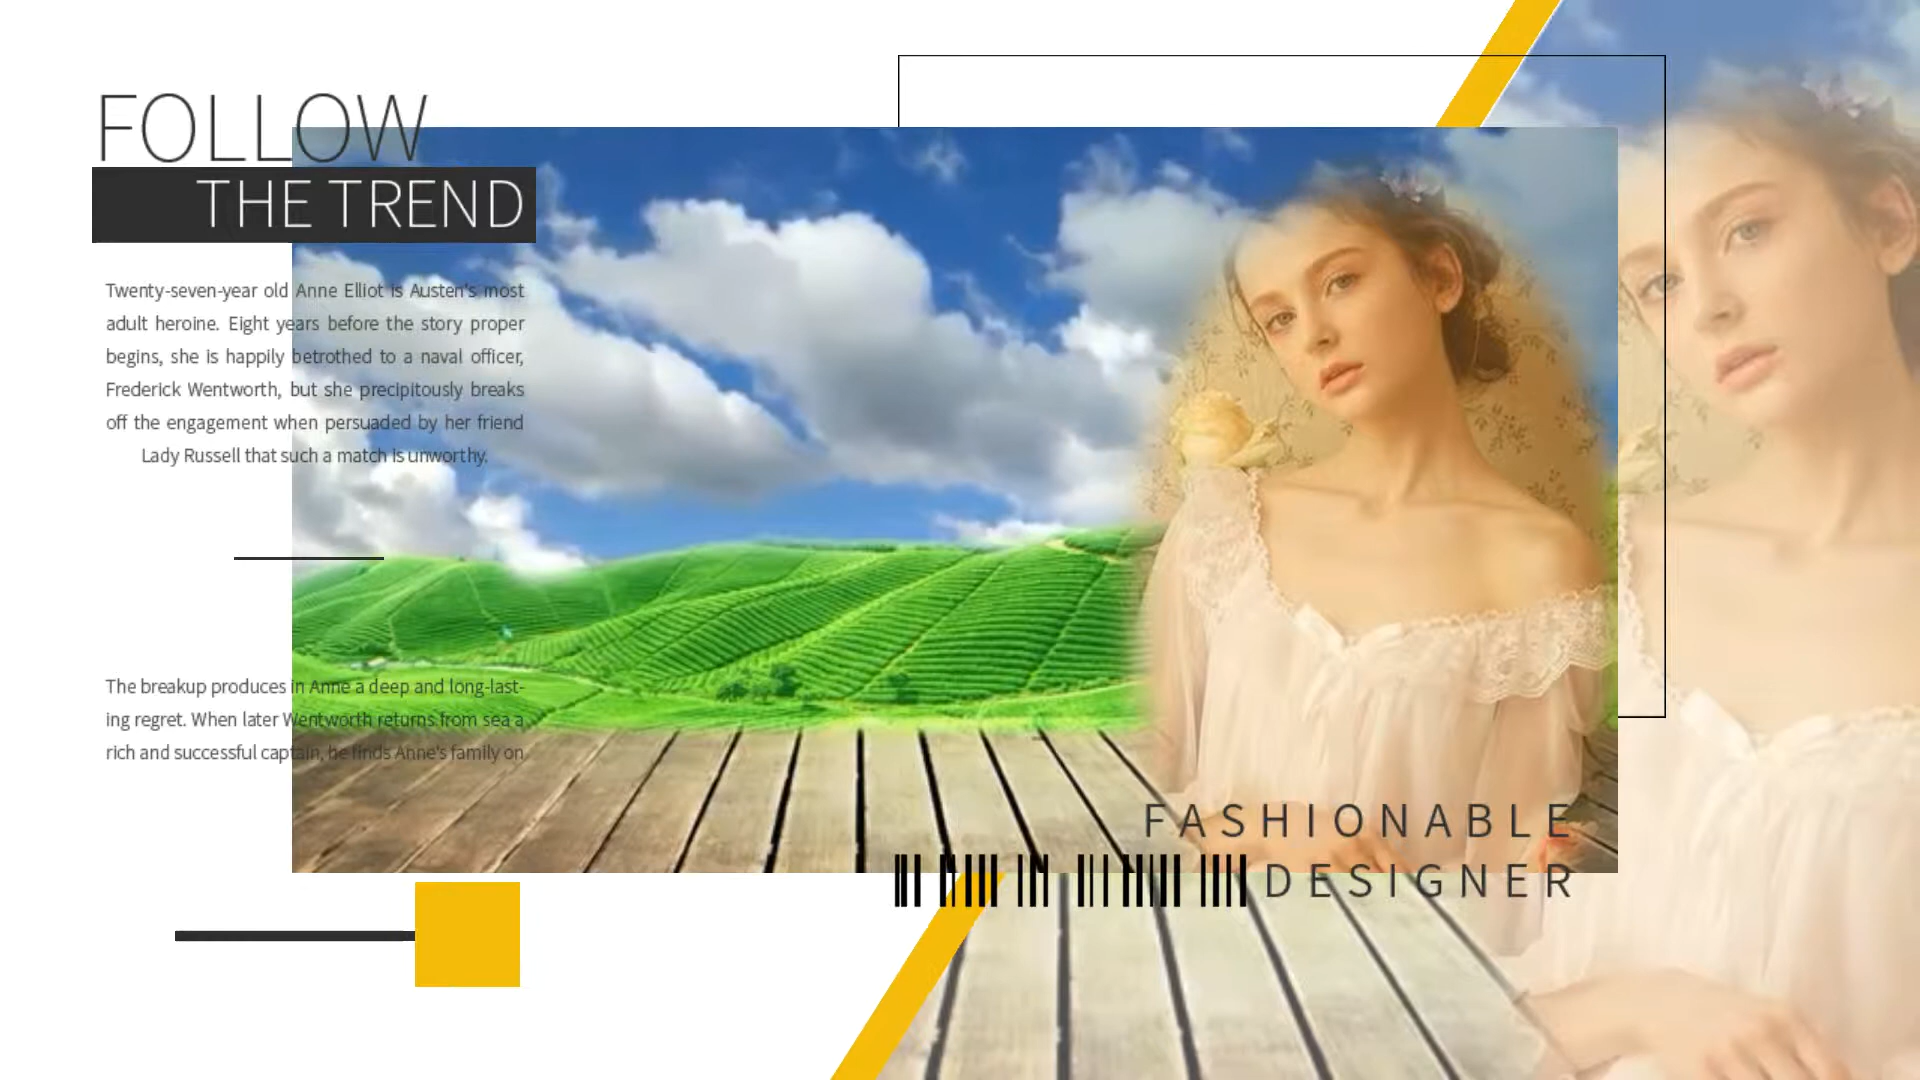 FOLLOW
THE TREND
Twenty-seven-year old Anne Elliot is Austen's most
adult heroine. Eight years before the story proper
begins, she is happily betrothed to a naval officer,
Frederick Wentworth, but she precipitously breaks
off the engagement when persuaded by her friend
Lady Russell that such a match is unworthy.
The breakup produces in Anne a deep and long-last-
ing regret. When later Wentworth returns from sea a
rich and successful captain, he finds Anne's family on
FASHIONABLE
DESIGNER